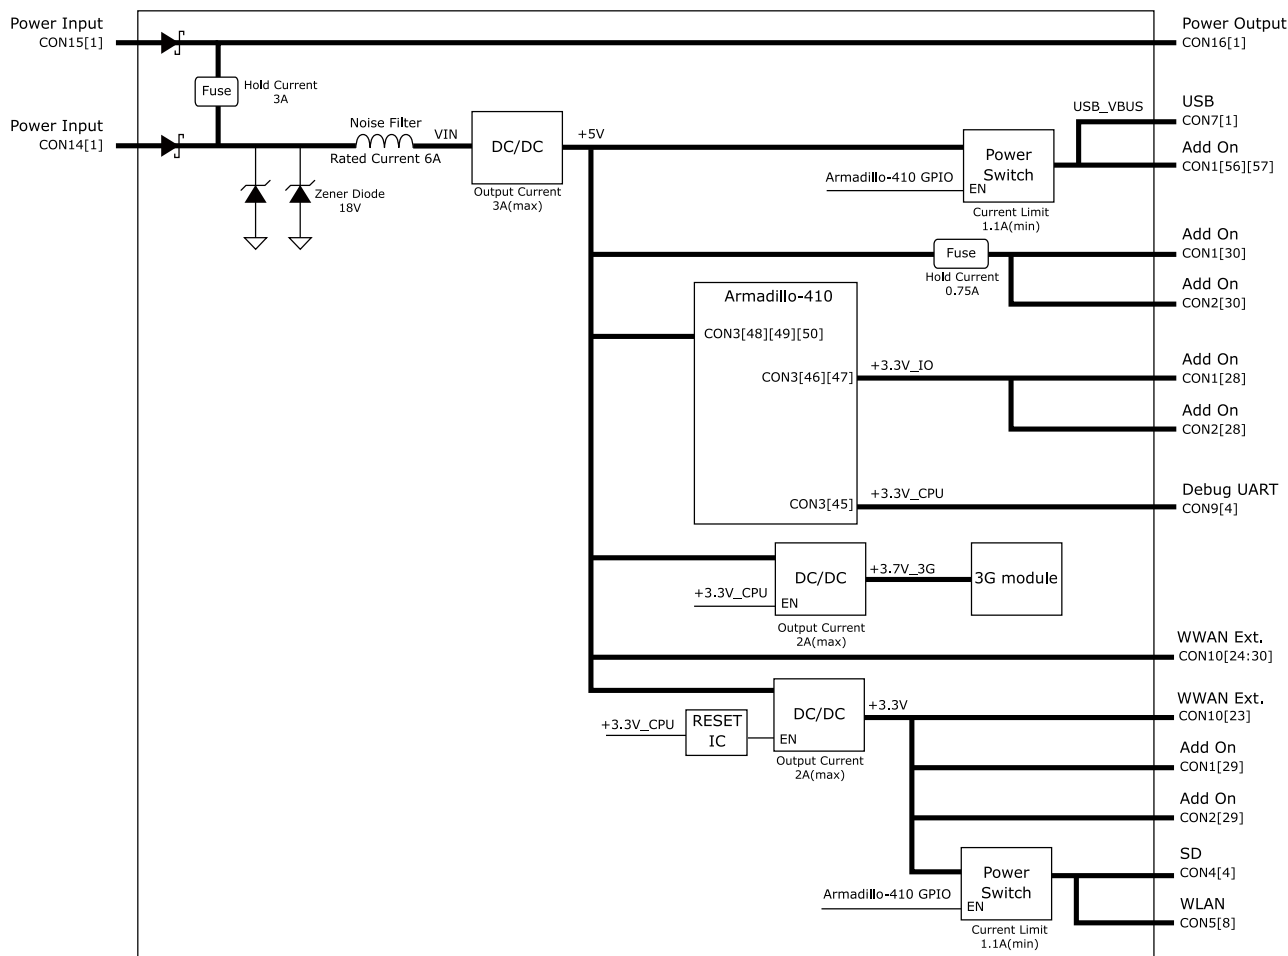 Power Input
CON15[1]
Power Output
CON16[1]
Fuse
Hold Current
3A
Power Input
CON14[1]
Noise Filter
Rated Current 6A
VIN
DC/DC
Output Current
3A(max)
+5V
Zener Diode
18V
Armadillo-410 GPIO
EN
Power
Switch
Current Limit
1.1A(min)
USB_VBUS
USB
CON7[1]
Add On
CON1[56][57]
Fuse
Hold Current
0.75A
Add On
CON1[30]
Add On
CON2[30]
Armadillo-410
CON3[48][49][50]
CON3[46][47]
+3.3V_IO
Add On
CON1[28]
Add On
CON2[28]
CON3[45]
+3.3V_CPU
Debug UART
CON9[4]
+3.3V_CPU
DC/DC
EN
Output Current
2A(max)
+3.7V_3G
3G module
WWAN Ext.
CON10[24:30]
+3.3V_CPU
RESET
IC
DC/DC
EN
Output Current
2A(max)
+3.3V
WWAN Ext.
CON10[23]
Add On
CON1[29]
Add On
CON2[29]
Armadillo-410 GPIO
Power
Switch
EN
Current Limit
1.1A(min)
SD
CON4[4]
WLAN
CON5[8]